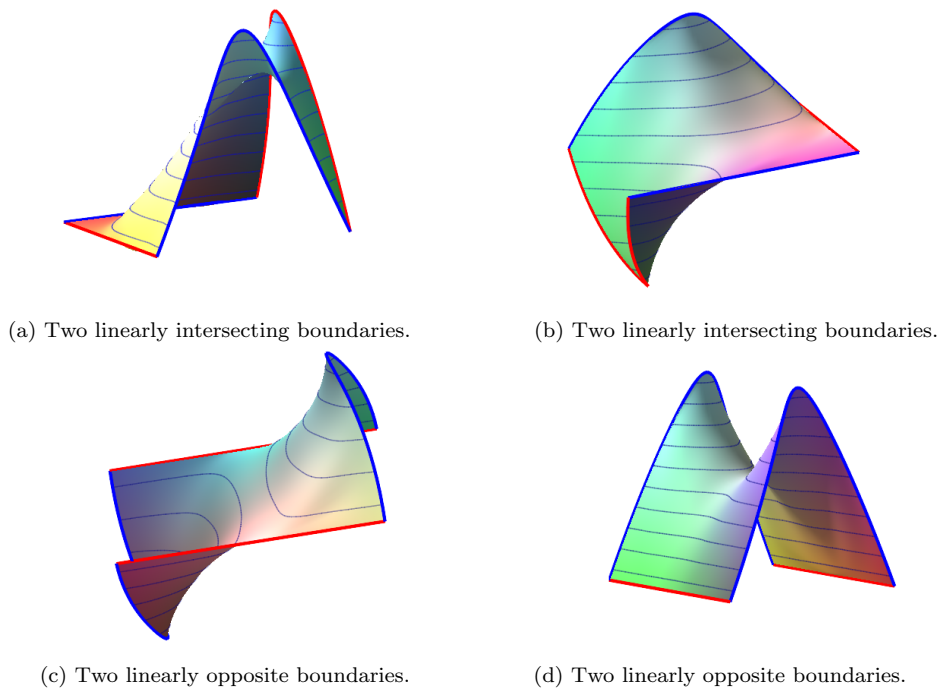 (a) Two linearly intersecting boundaries.
(b) Two linearly intersecting boundaries.
(c) Two linearly opposite boundaries.
(d) Two linearly opposite boundaries.